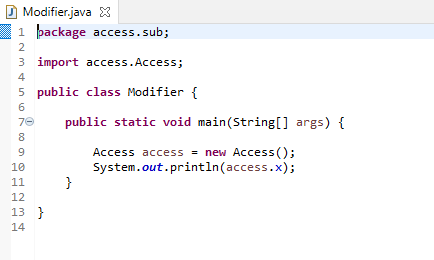 Modifier.java
1 package access.sub;
2
3 import access.Access;
4
5 public class Modifier {
6
7 public static void main(String[] args) {
8
9 Access access = new Access();
10 System.out.println(access.x);
11 }
12
13 }
14